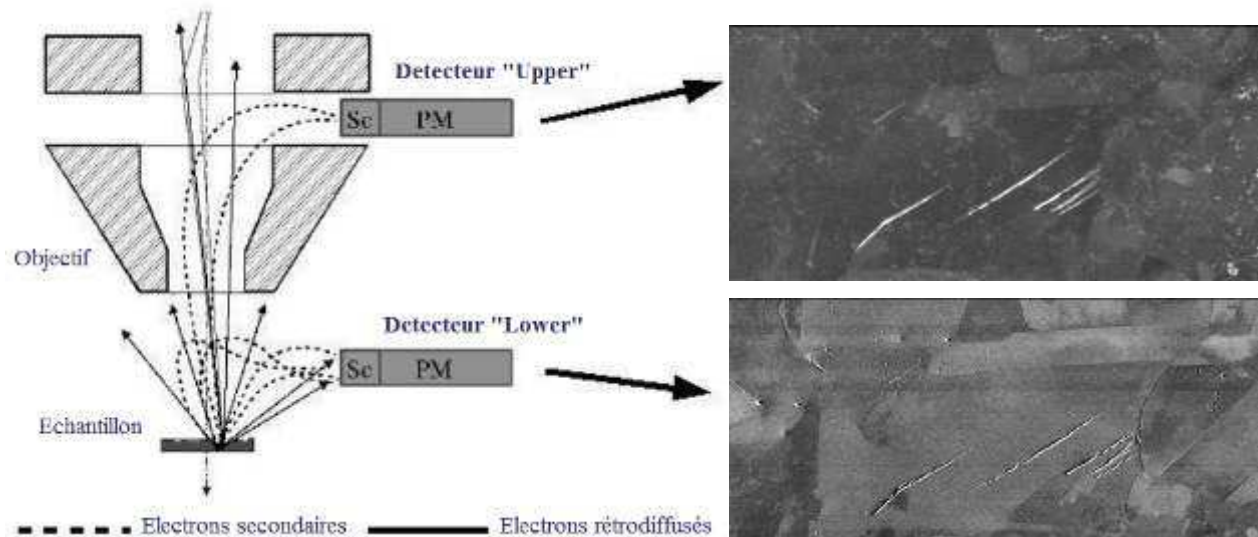 Detecteur "Upper"
Sc PM
Objectif
Detecteur "Lower"
Sc PM
Echantillon
Electrons secondaires Electrons rétrodiffusés